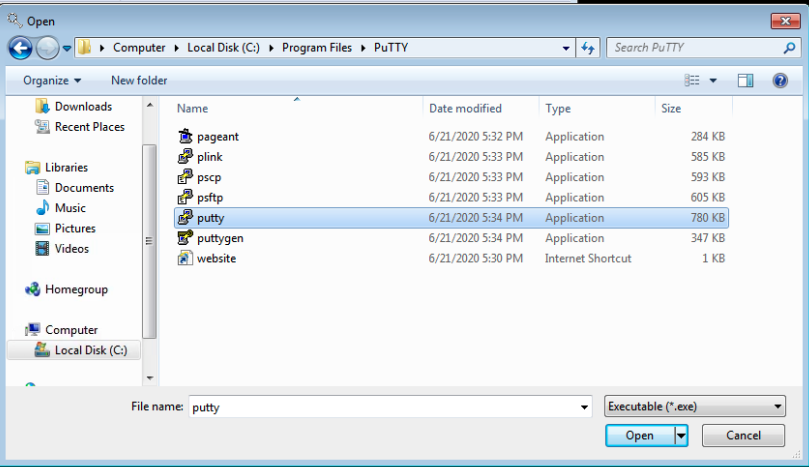 Open
Computer Local Disk (C:) Program Files PuTTY Search PuTTY
Organize New folder
Downloads
Recent Places
Libraries
Documents
Music
Pictures
Videos
Homegroup
Computer
Local Disk (C:)
Name Date modified Type Size
pageant 6/21/2020 5:32 PM Application 284 KB
plink 6/21/2020 5:33 PM Application 585 KB
pscp 6/21/2020 5:33 PM Application 593 KB
psftp 6/21/2020 5:33 PM Application 605 KB
putty 6/21/2020 5:34 PM Application 780 KB
puttygen 6/21/2020 5:34 PM Application 347 KB
website 6/21/2020 5:30 PM Internet Shortcut 1 KB
File name: putty Executable (*.exe)
Open Cancel